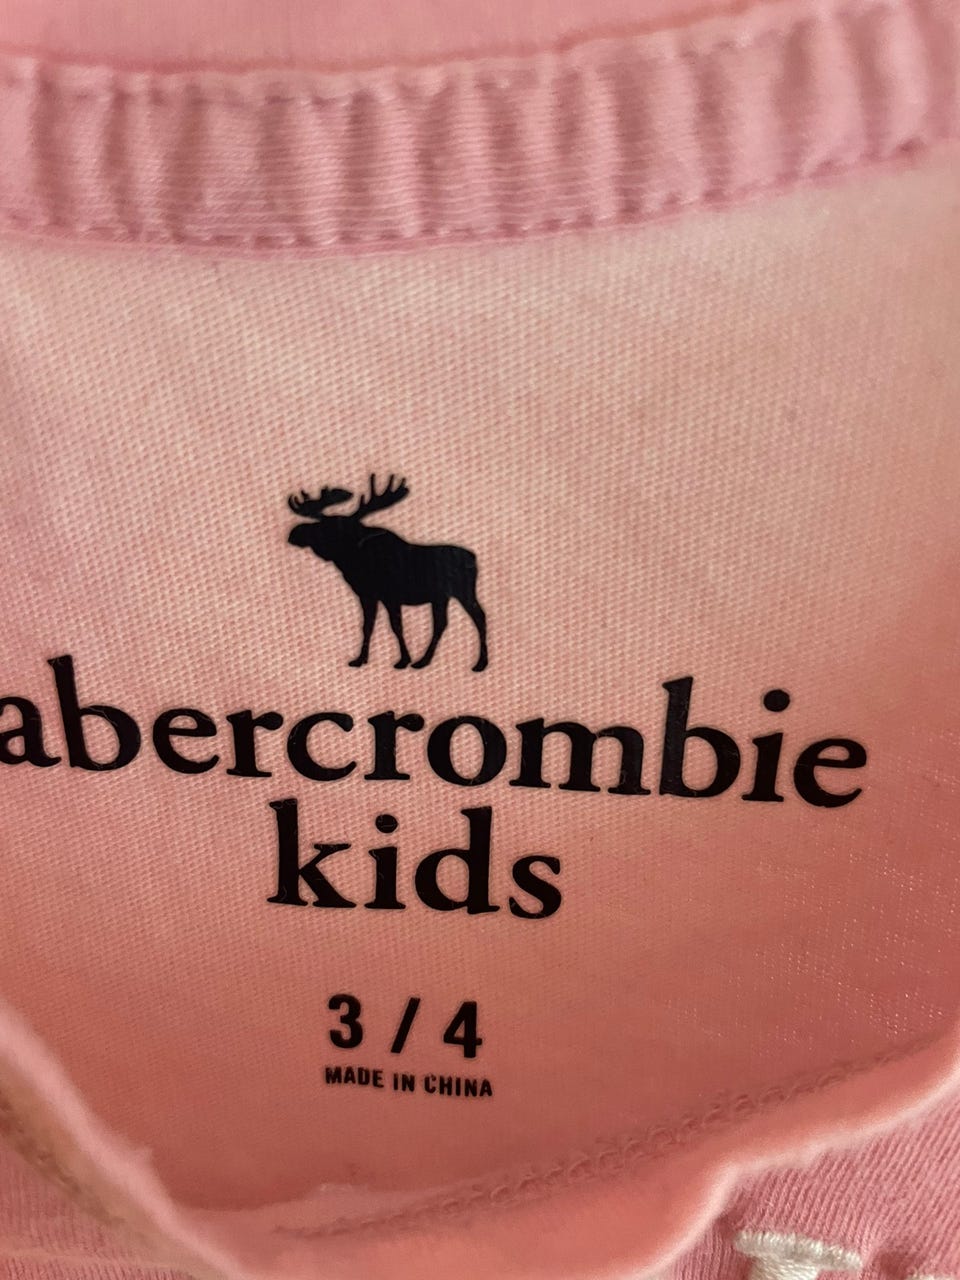 abercrombie
kids
3 / 4
MADE IN CHINA